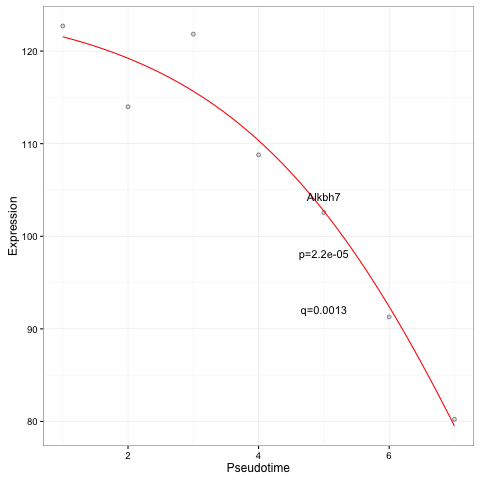 120
110
100
90
80
Expression
Alkbh7
p=2.2e-05
q=0.0013
2
4
6
Pseudotime